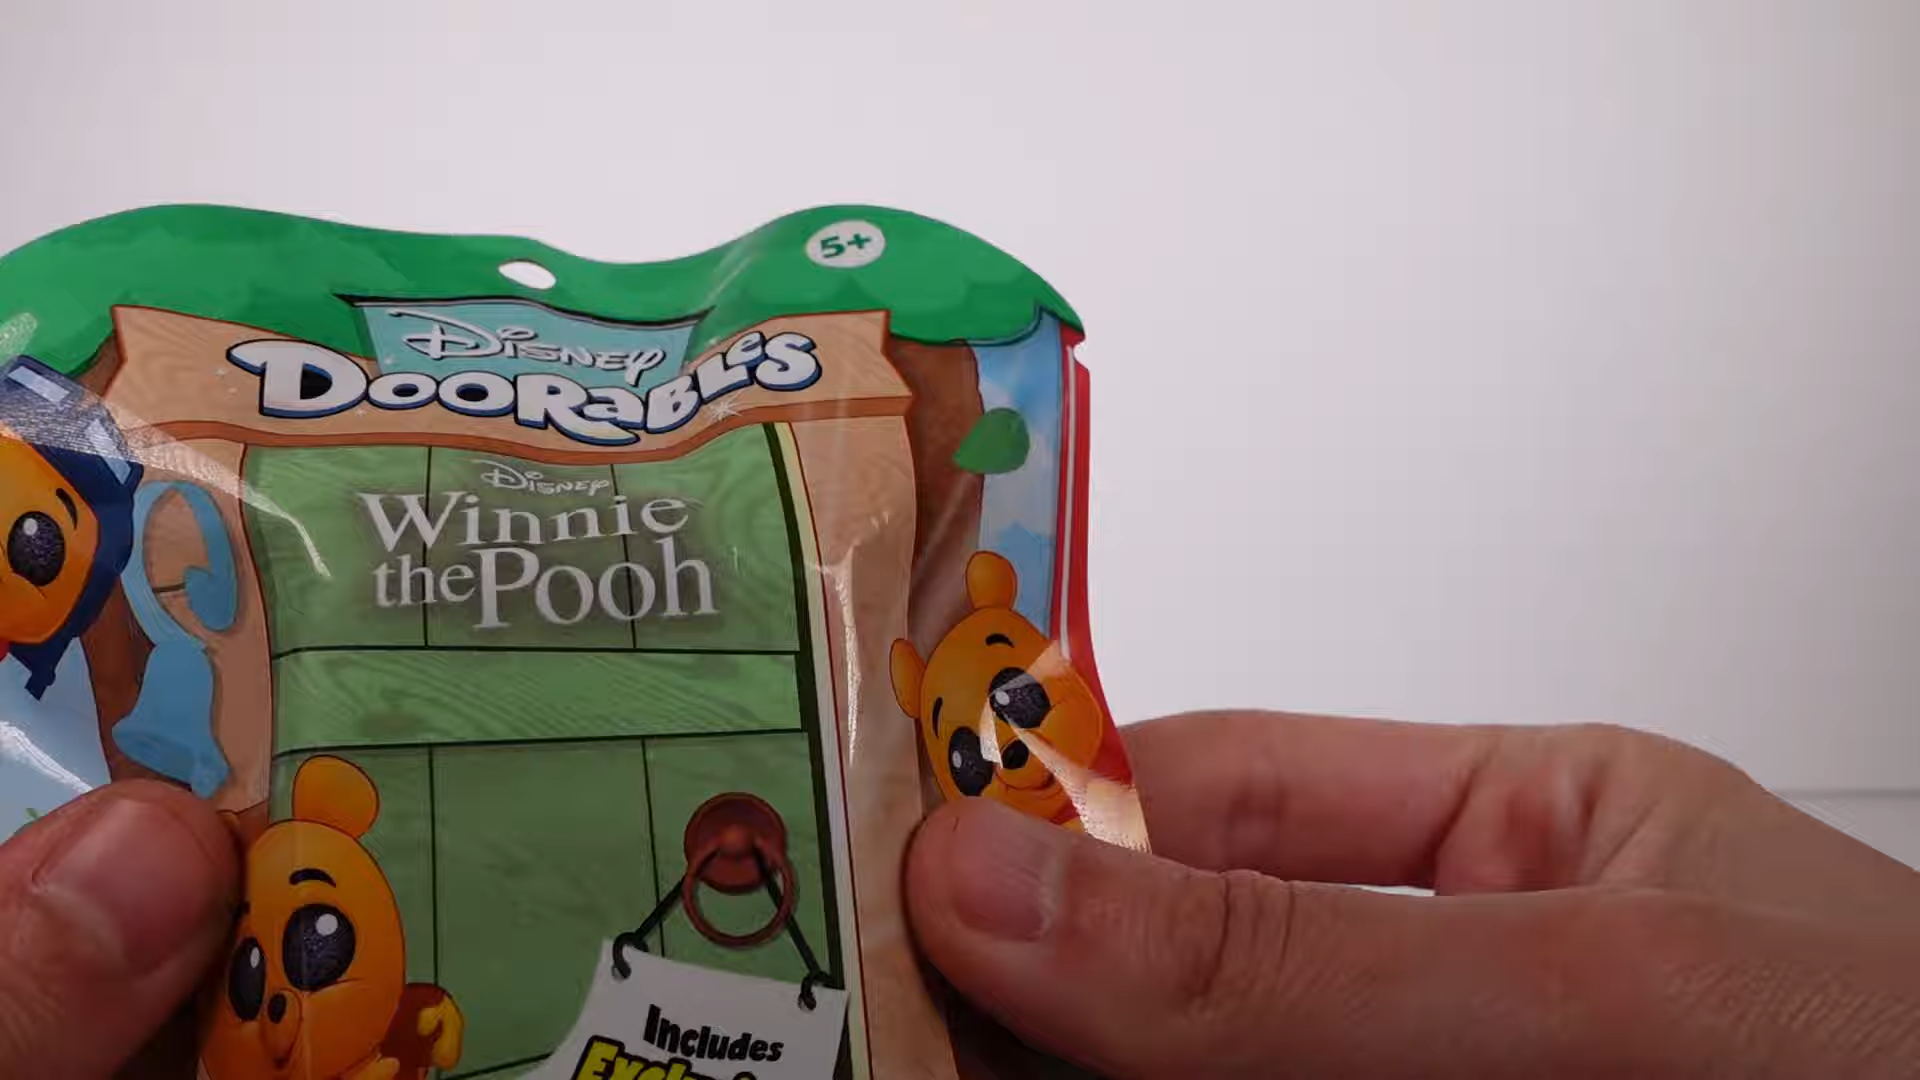 5+
Disney
DOORaBLeS
Disney
Winnie
the Pooh
Includes